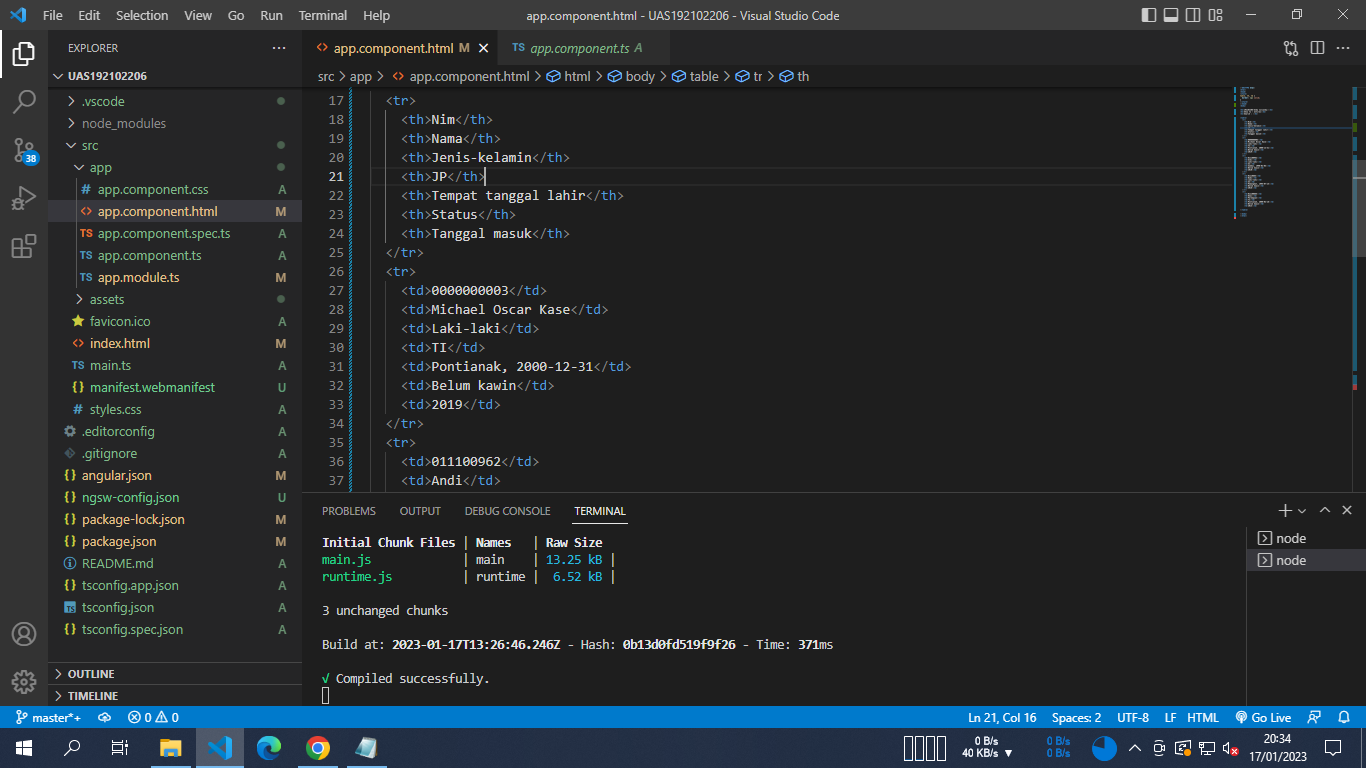 File Edit Selection View Go Run Terminal Help app.component.html - UAS192102206 - Visual Studio Code
EXPLORER
UAS192102206
.vscode
node_modules
src
app
app.component.css A
app.component.html M
app.component.spec.ts A
app.component.ts A
app.module.ts M
assets
favicon.ico A
index.html M
main.ts A
manifest.webmanifest U
styles.css A
.editorconfig A
.gitignore A
angular.json M
ngsw-config.json U
package-lock.json M
package.json M
README.md A
tsconfig.app.json A
tsconfig.json A
tsconfig.spec.json A
OUTLINE
TIMELINE
38
app.component.html M app.component.ts A
src > app > app.component.html > html > body > table > tr > th
17 <tr>
18 <th>Nim</th>
19 <th>Nama</th>
20 <th>Jenis-kelamin</th>
21 <th>JP</th>
22 <th>Tempat tanggal lahir</th>
23 <th>Status</th>
24 <th>Tanggal masuk</th>
25 </tr>
26 <tr>
27 <td>0000000003</td>
28 <td>Michael Oscar Kase</td>
29 <td>Laki-laki</td>
30 <td>TI</td>
31 <td>Pontianak, 2000-12-31</td>
32 <td>Belum kawin</td>
33 <td>2019</td>
34 </tr>
35 <tr>
36 <td>011100962</td>
37 <td>Andi</td>
PROBLEMS OUTPUT DEBUG CONSOLE TERMINAL
Initial Chunk Files | Names | Raw Size
main.js | main | 13.25 kB |
runtime.js | runtime | 6.52 kB |
3 unchanged chunks
Build at: 2023-01-17T13:26:46.246Z - Hash: 0b13d0fd519f9f26 - Time: 371ms
√ Compiled successfully.
node
node
master*+ 0 0 Ln 21, Col 16 Spaces: 2 UTF-8 LF HTML Go Live
0 B/s
40 KB/s
0 B/s
0 B/s
20:34
17/01/2023